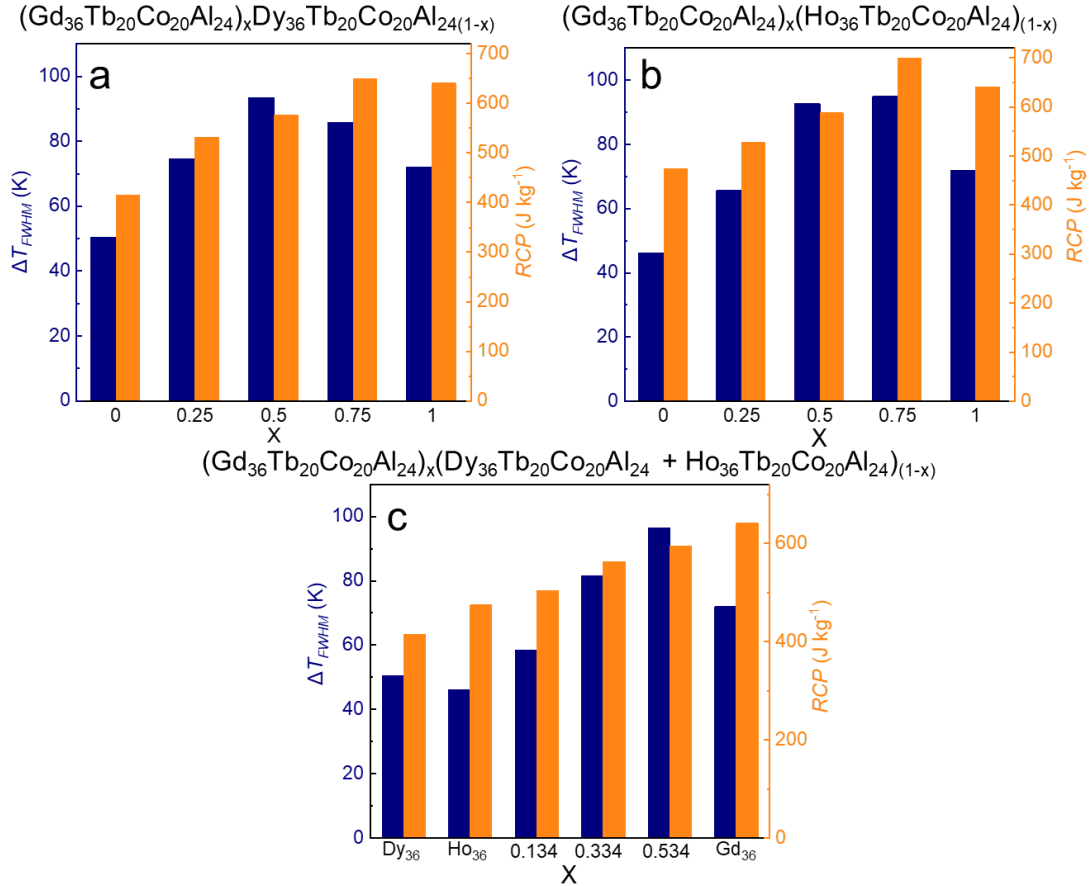 (Gd₃₆Tb₂₀Co₂₀Al₂₄)ₓDy₃₆Tb₂₀Co₂₀Al₂₄₍₁₋ₓ₎
a
ΔT_FWHM (K)
100
80
60
40
20
0
700
600
500
400
300
200
100
0
RCP (J kg⁻¹)
0 0.25 0.5 0.75 1
X
(Gd₃₆Tb₂₀Co₂₀Al₂₄)ₓ(Ho₃₆Tb₂₀Co₂₀Al₂₄)₍₁₋ₓ₎
b
ΔT_FWHM (K)
100
80
60
40
20
0
700
600
500
400
300
200
100
0
RCP (J kg⁻¹)
0 0.25 0.5 0.75 1
X
(Gd₃₆Tb₂₀Co₂₀Al₂₄)ₓ(Dy₃₆Tb₂₀Co₂₀Al₂₄ + Ho₃₆Tb₂₀Co₂₀Al₂₄)₍₁₋ₓ₎
c
ΔT_FWHM (K)
100
80
60
40
20
0
600
400
200
0
RCP (J kg⁻¹)
Dy₃₆ Ho₃₆ 0.134 0.334 0.534 Gd₃₆
X